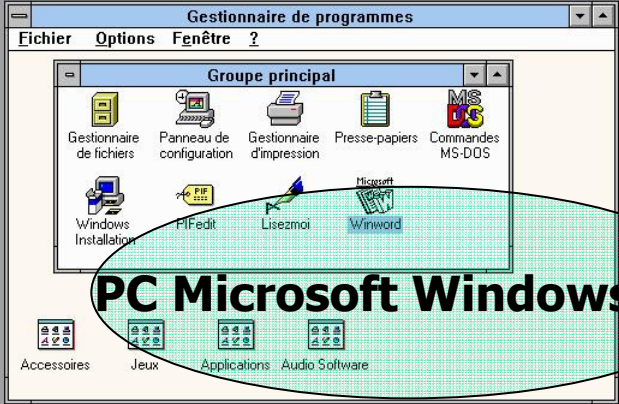 Gestionnaire de programmes
Fichier Options Fenêtre ?
Groupe principal
Gestionnaire de fichiers
Panneau de configuration
Gestionnaire d'impression
Presse-papiers
MS-DOS
Commandes MS-DOS
Windows Installation
PIF
PIFedit
Lisezmoi
Microsoft
Winword
PC Microsoft Windows
Accessoires
Jeux
Applications
Audio Software